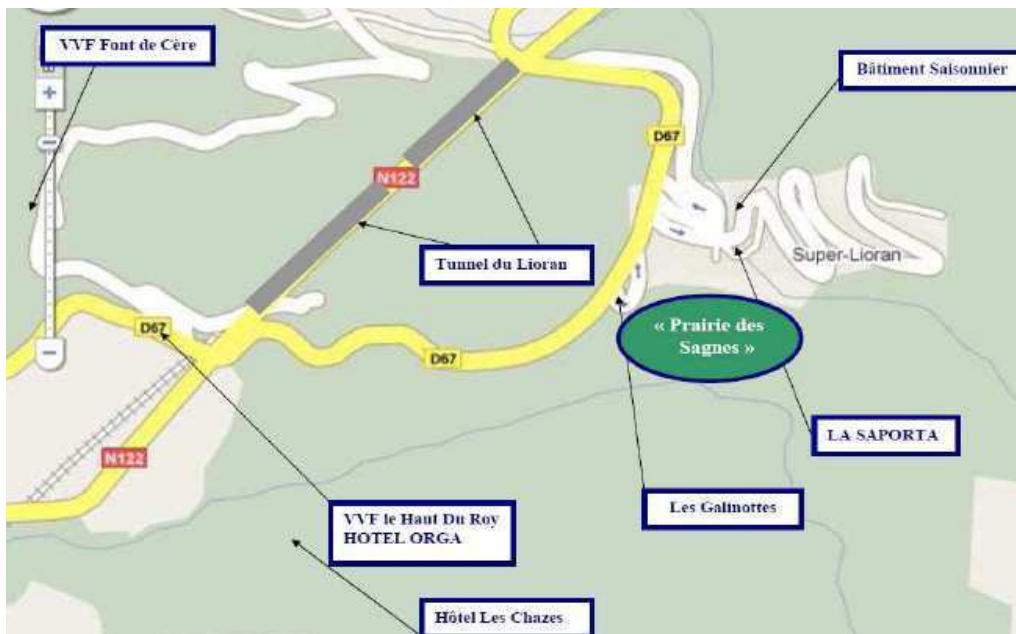 VVF Font de Cère
Bâtiment Saisonnier
D67
N122
Tunnel du Lioran
Super-Lioran
« Prairie des
Sagnes »
D67
D67
LA SAPORTA
N122
Les Galinottes
VVF le Haut Du Roy
HOTEL ORGA
Hôtel Les Chazes